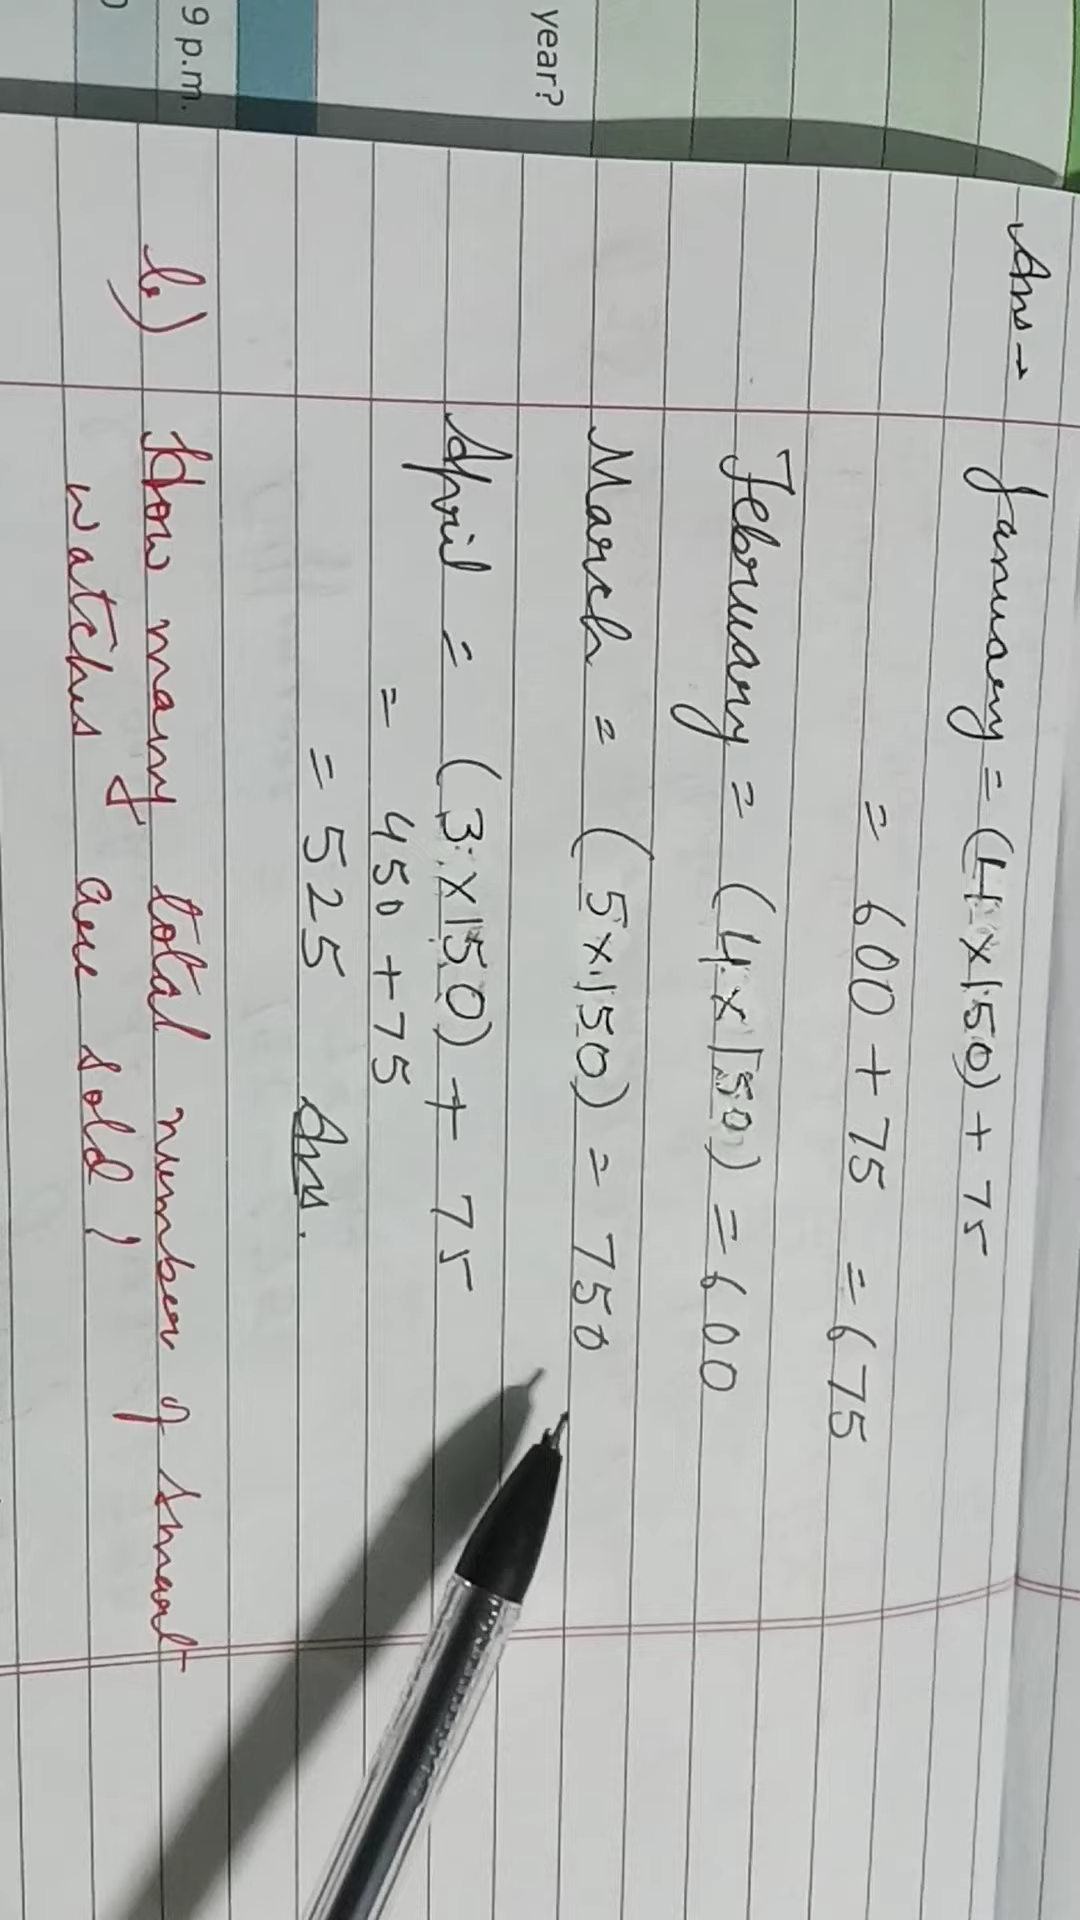 year?
9 p.m.
Ans →
January = (4 x 150) + 75
= 600 + 75 = 675
February = (4 x 150) = 600
March = (5 x 150) = 750
April = (3 x 150) + 75
= 450 + 75
= 525 Ans.
b.) How many total number of smart
watches are sold?